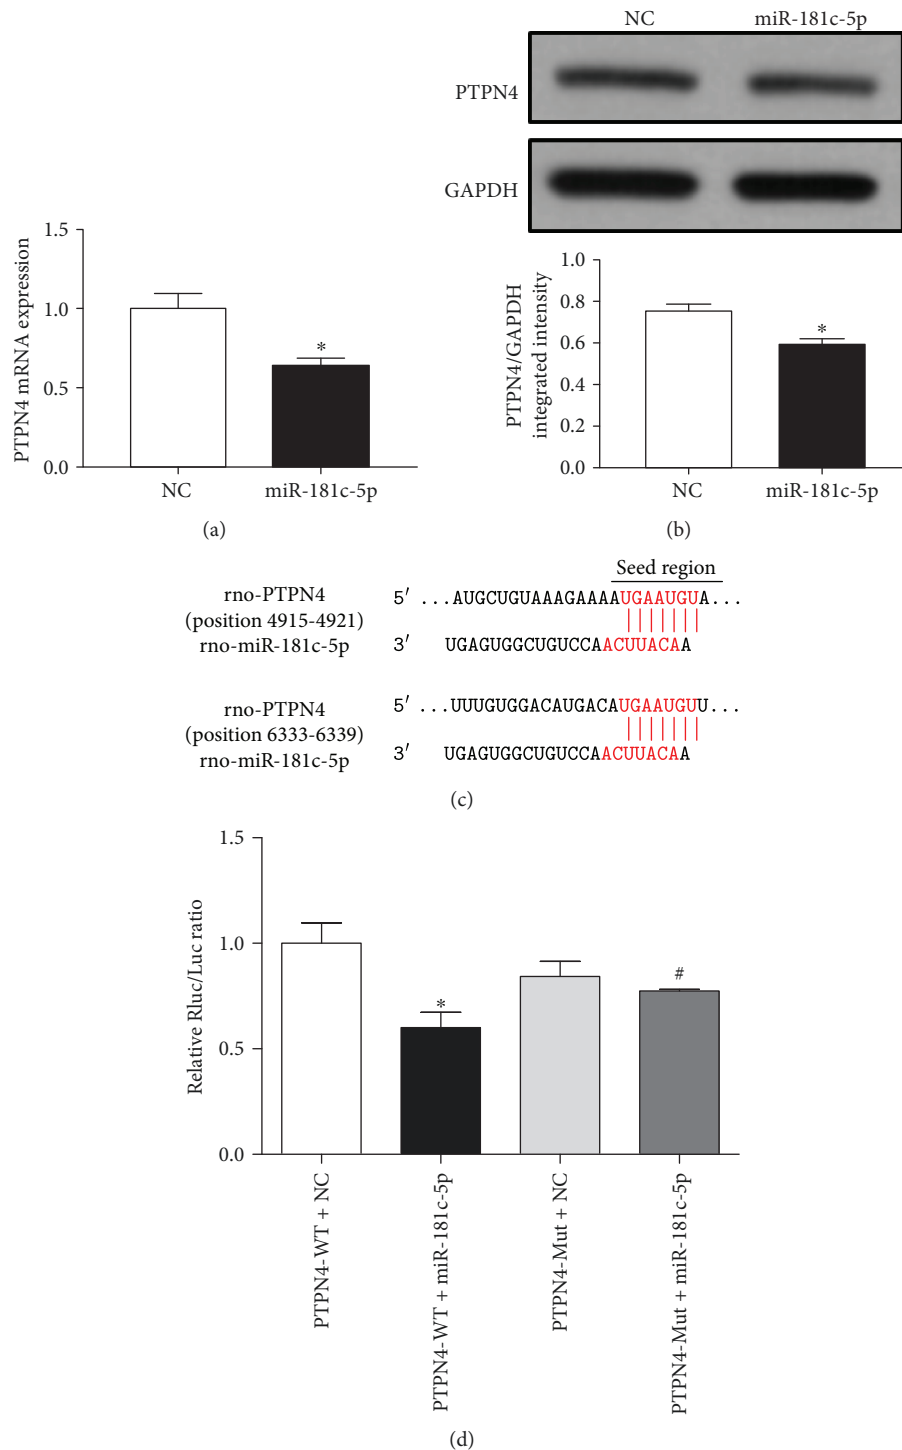 NC miR-181c-5p
PTPN4
GAPDH
PTPN4 mRNA expression
1.5
1.0
0.5
0.0
*
NC miR-181c-5p
(a)
PTPN4/GAPDH
integrated intensity
1.0
0.8
0.6
0.4
0.2
0.0
*
NC miR-181c-5p
(b)
Seed region
rno-PTPN4 5′ ...AUGCUGUAAAGAAAAUGAAUGUA...
(position 4915-4921)
rno-miR-181c-5p 3′ UGAGUGGCUGUCCAACUUACAA
rno-PTPN4 5′ ...UUUGUGGACAUGACAUGAAUGUU...
(position 6333-6339)
rno-miR-181c-5p 3′ UGAGUGGCUGUCCAACUUACAA
(c)
Relative Rluc/Luc ratio
1.5
1.0
0.5
0.0
*
#
PTPN4-WT + NC
PTPN4-WT + miR-181c-5p
PTPN4-Mut + NC
PTPN4-Mut + miR-181c-5p
(d)